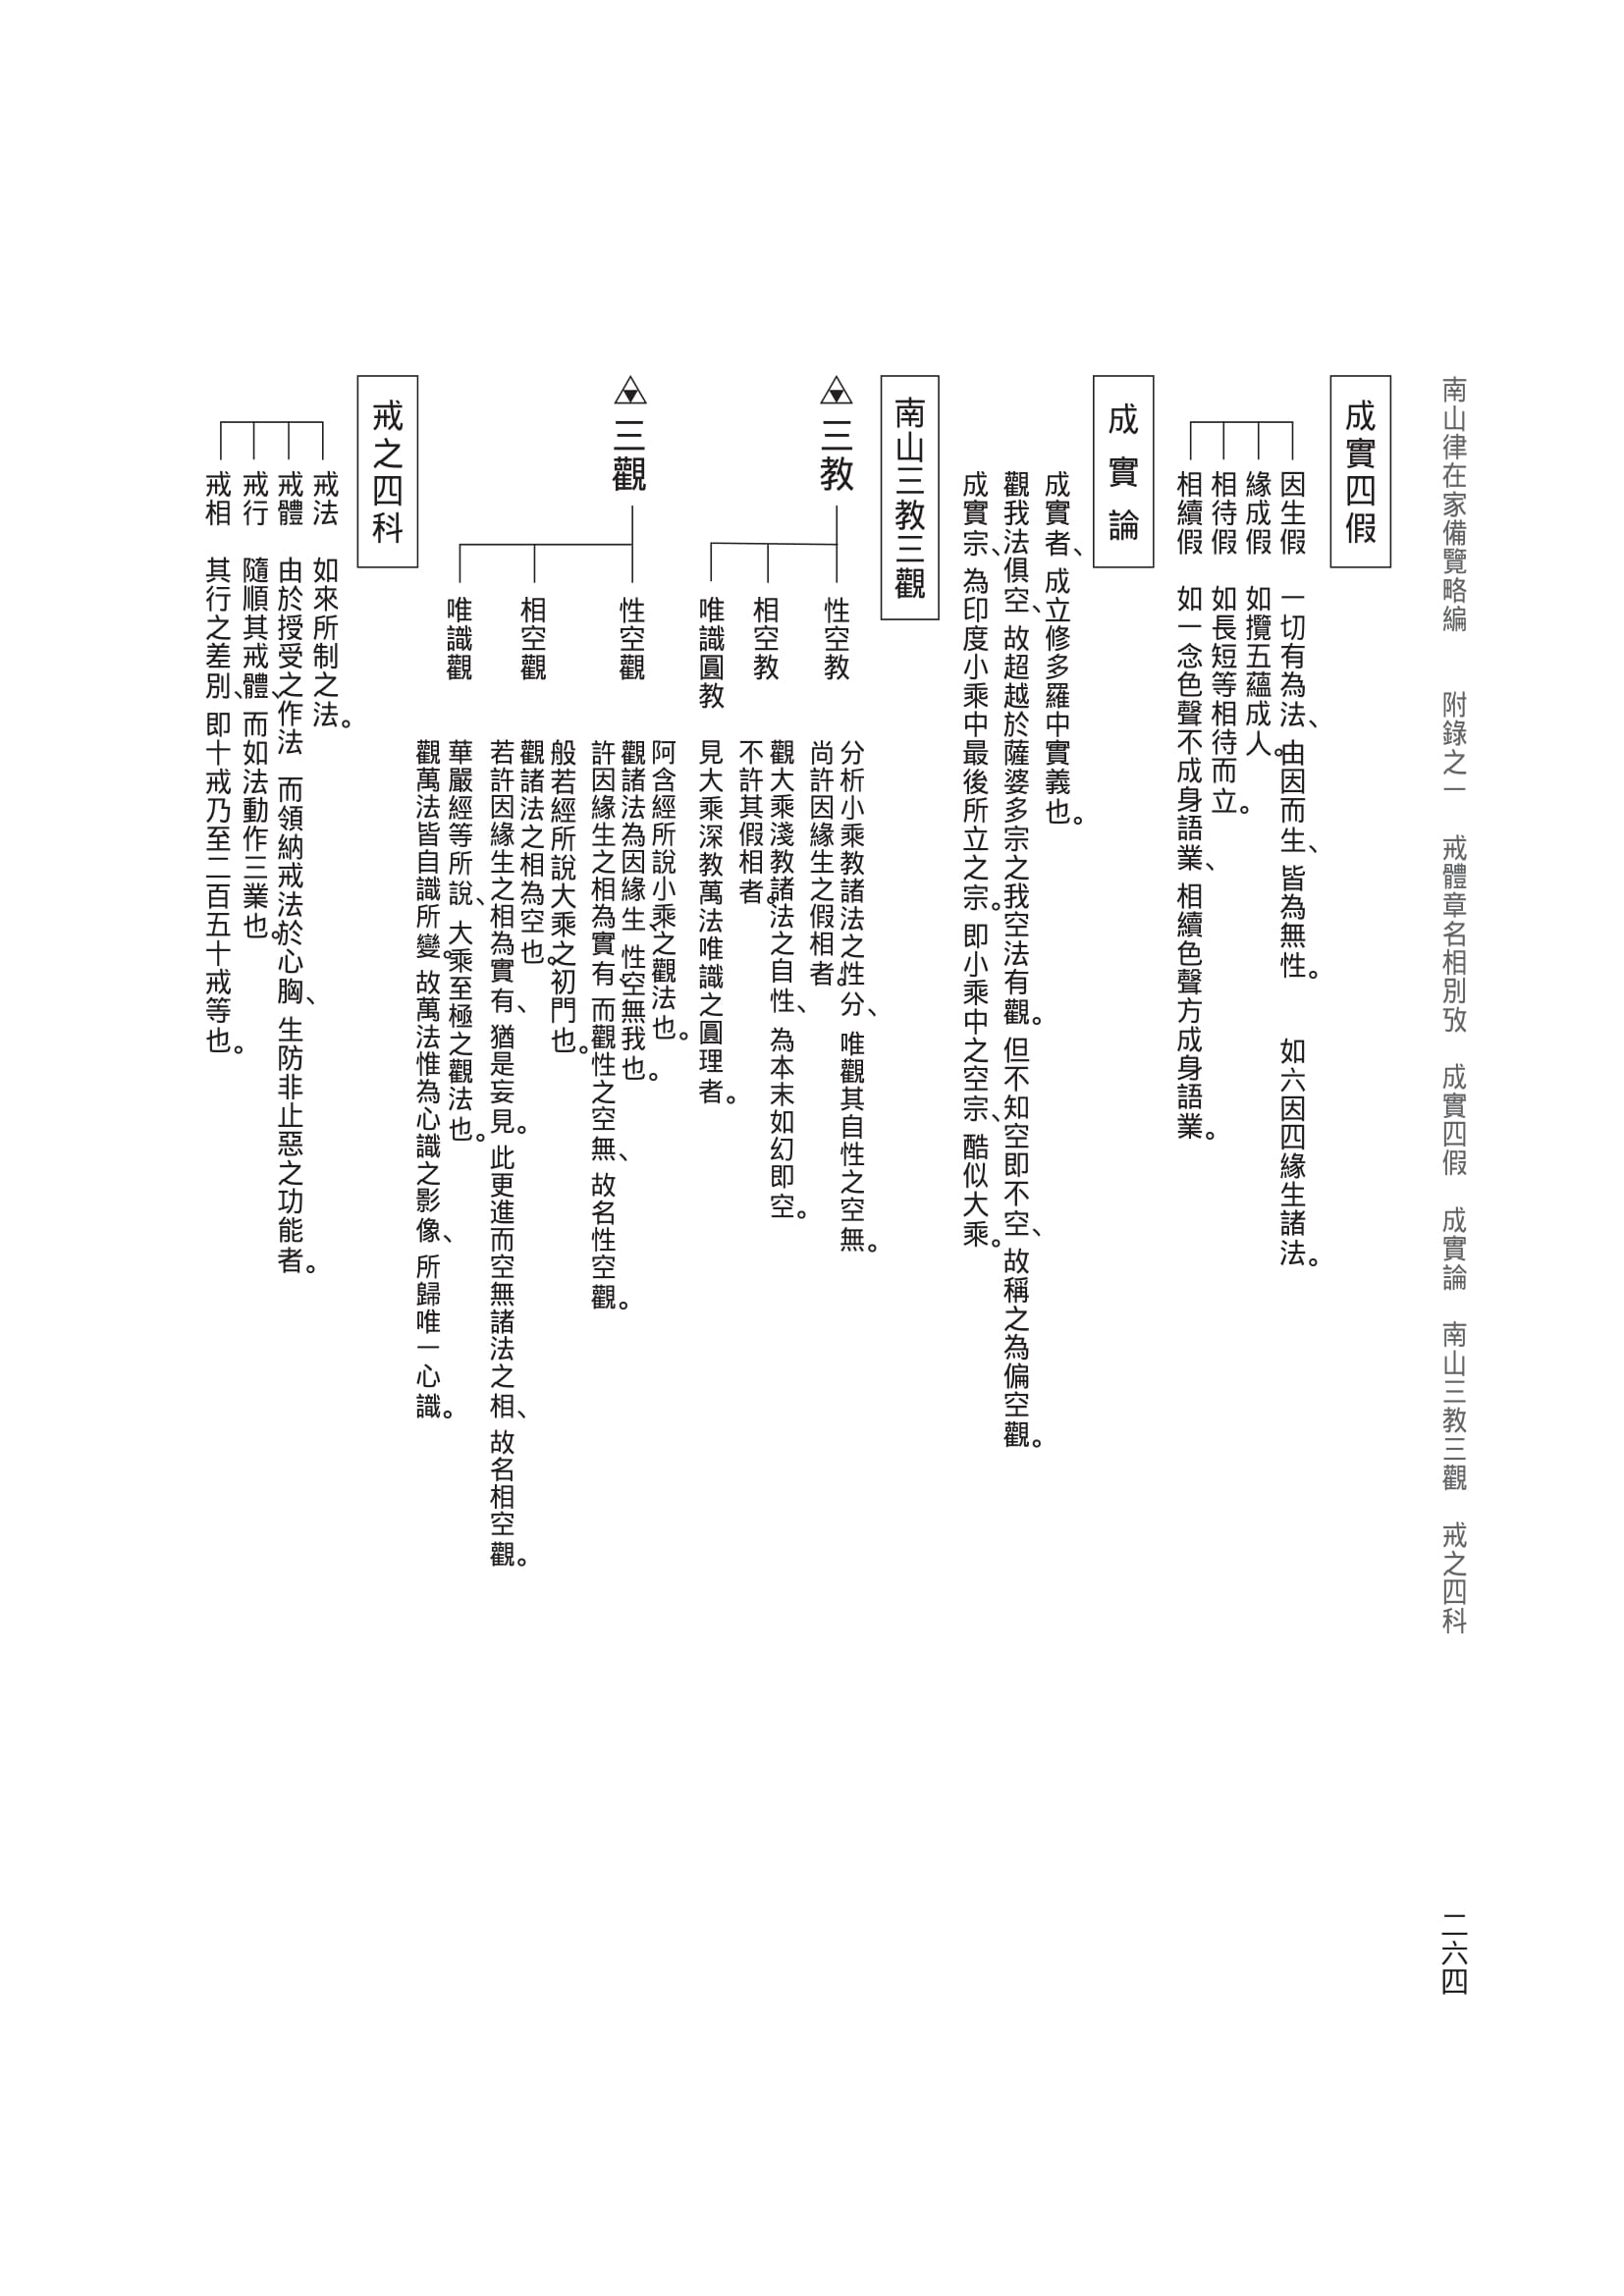 南山律在家備覽略編　附錄之一　戒體章名相別攷　成實四假　成實論　南山三教三觀　戒之四科
二六四
成實四假
因生假　一切有為法、由因而生、皆為無性。　如六因四緣生諸法。
緣成假　如攬五蘊成人。
相待假　如長短等相待而立。
相續假　如一念色聲不成身語業、相續色聲方成身語業。
成實論
成實者、成立修多羅中實義也。
觀我法俱空、故超越於薩婆多宗之我空法有觀。但不知空即不空、故稱之為偏空觀。
成實宗、為印度小乘中最後所立之宗。即小乘中之空宗、酷似大乘。
南山三教三觀
三教
性空教
分析小乘教諸法之性分、唯觀其自性之空無。
尚許因緣生之假相者。
相空教
觀大乘淺教諸法之自性、為本末如幻即空。
不許其假相者。
唯識圓教　見大乘深教萬法唯識之圓理者。
三觀
性空觀
阿含經所說小乘之觀法也。
觀諸法為因緣生、性空無我也。
許因緣生之相為實有、而觀性之空無、故名性空觀。
相空觀
般若經所說大乘之初門也。
觀諸法之相為空也。
若許因緣生之相為實有、猶是妄見。此更進而空無諸法之相、故名相空觀。
唯識觀
華嚴經等所說、大乘至極之觀法也。
觀萬法皆自識所變。故萬法惟為心識之影像、所歸唯一心識。
戒之四科
戒法　如來所制之法。
戒體　由於授受之作法、而領納戒法於心胸、生防非止惡之功能者。
戒行　隨順其戒體、而如法動作三業也。
戒相　其行之差別、即十戒乃至二百五十戒等也。